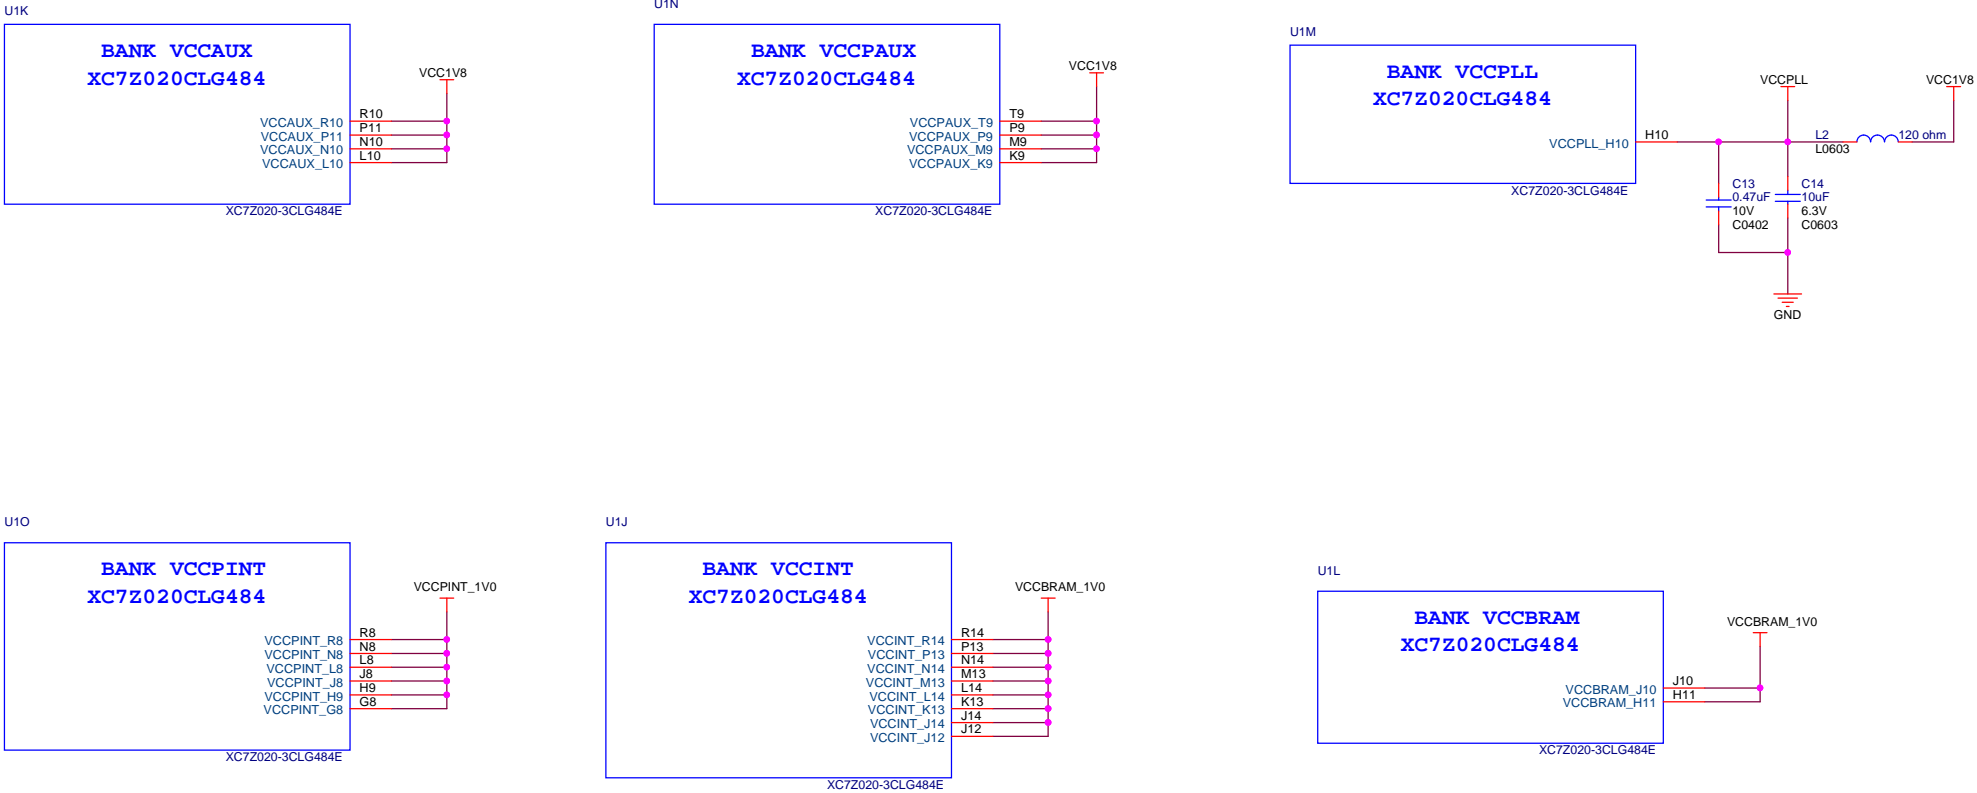 U1K
BANK VCCAUX
XC7Z020CLG484
VCC1V8
VCCAUX_R10 R10
VCCAUX_P11 P11
VCCAUX_N10 N10
VCCAUX_L10 L10
XC7Z020-3CLG484E
U1N
BANK VCCPAUX
XC7Z020CLG484
VCC1V8
VCCPAUX_T9 T9
VCCPAUX_P9 P9
VCCPAUX_M9 M9
VCCPAUX_K9 K9
XC7Z020-3CLG484E
U1M
BANK VCCPLL
XC7Z020CLG484
VCCPLL
VCC1V8
VCCPLL_H10 H10
L2 120 ohm
L0603
XC7Z020-3CLG484E
C13
0.47uF
10V
C0402
C14
10uF
6.3V
C0603
GND
U1O
BANK VCCPINT
XC7Z020CLG484
VCCPINT_1V0
VCCPINT_R8 R8
VCCPINT_N8 N8
VCCPINT_L8 L8
VCCPINT_J8 J8
VCCPINT_H9 H9
VCCPINT_G8 G8
XC7Z020-3CLG484E
U1J
BANK VCCINT
XC7Z020CLG484
VCCBRAM_1V0
VCCINT_R14 R14
VCCINT_P13 P13
VCCINT_N14 N14
VCCINT_M13 M13
VCCINT_L14 L14
VCCINT_K13 K13
VCCINT_J14 J14
VCCINT_J12 J12
XC7Z020-3CLG484E
U1L
BANK VCCBRAM
XC7Z020CLG484
VCCBRAM_1V0
VCCBRAM_J10 J10
VCCBRAM_H11 H11
XC7Z020-3CLG484E